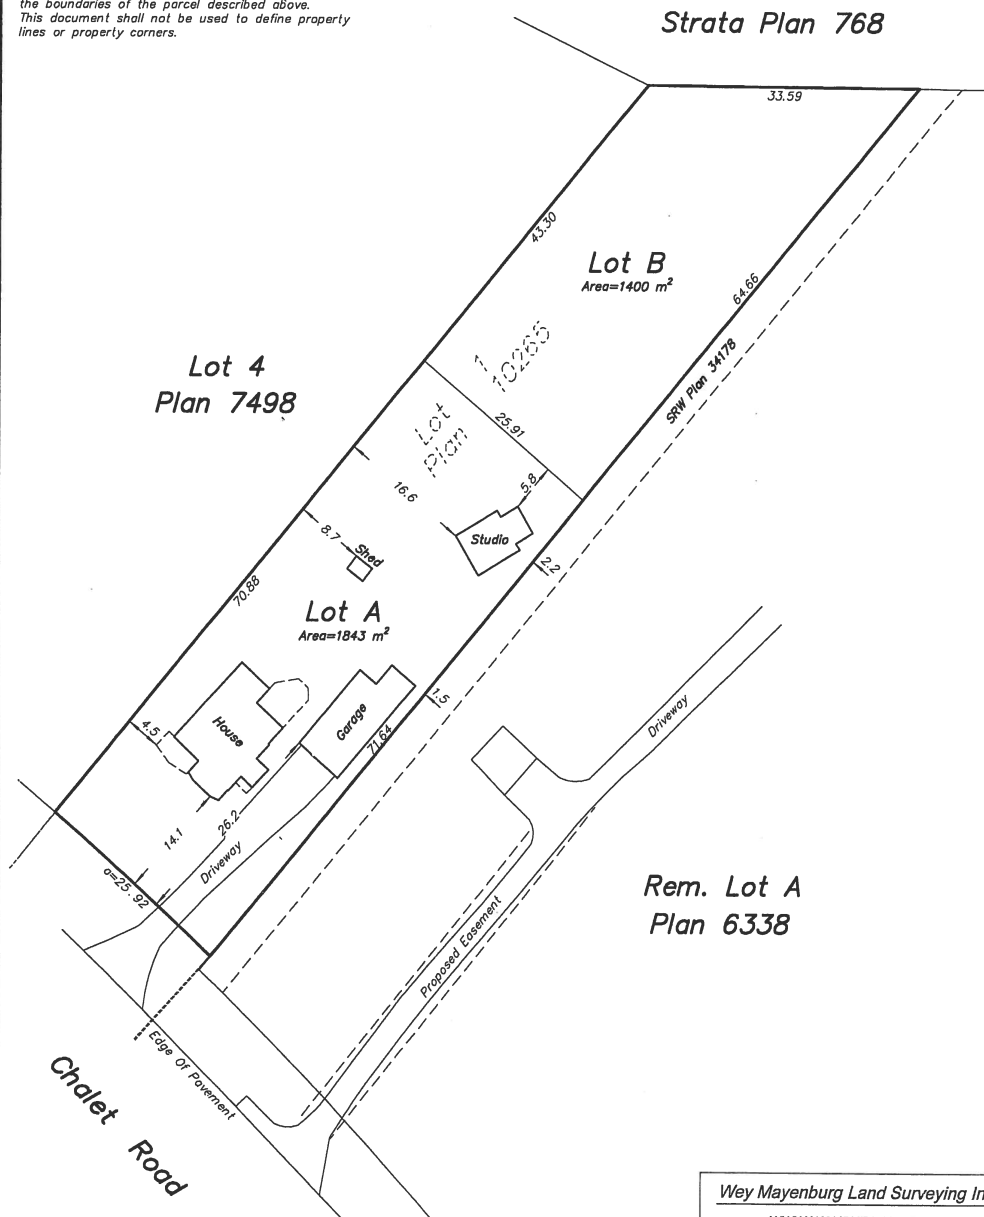 the boundaries of the parcel described above.
This document shall not be used to define property
lines or property corners.
Strata Plan 768
33.59
43.30
Lot B
Area=1400 m²
64.66
SRW Plan 34178
1
10265
Lot 4
Plan 7498
Lot
Plan
25.91
16.6
5.8
8.7
Shed
Studio
2.2
70.88
Lot A
Area=1843 m²
1.5
4.5
House
Garage
71.64
Driveway
14.1
26.2
Driveway
a=25.92
Rem. Lot A
Plan 6338
Proposed Easement
Edge Of Pavement
Chalet Road
Wey Mayenburg Land Surveying In